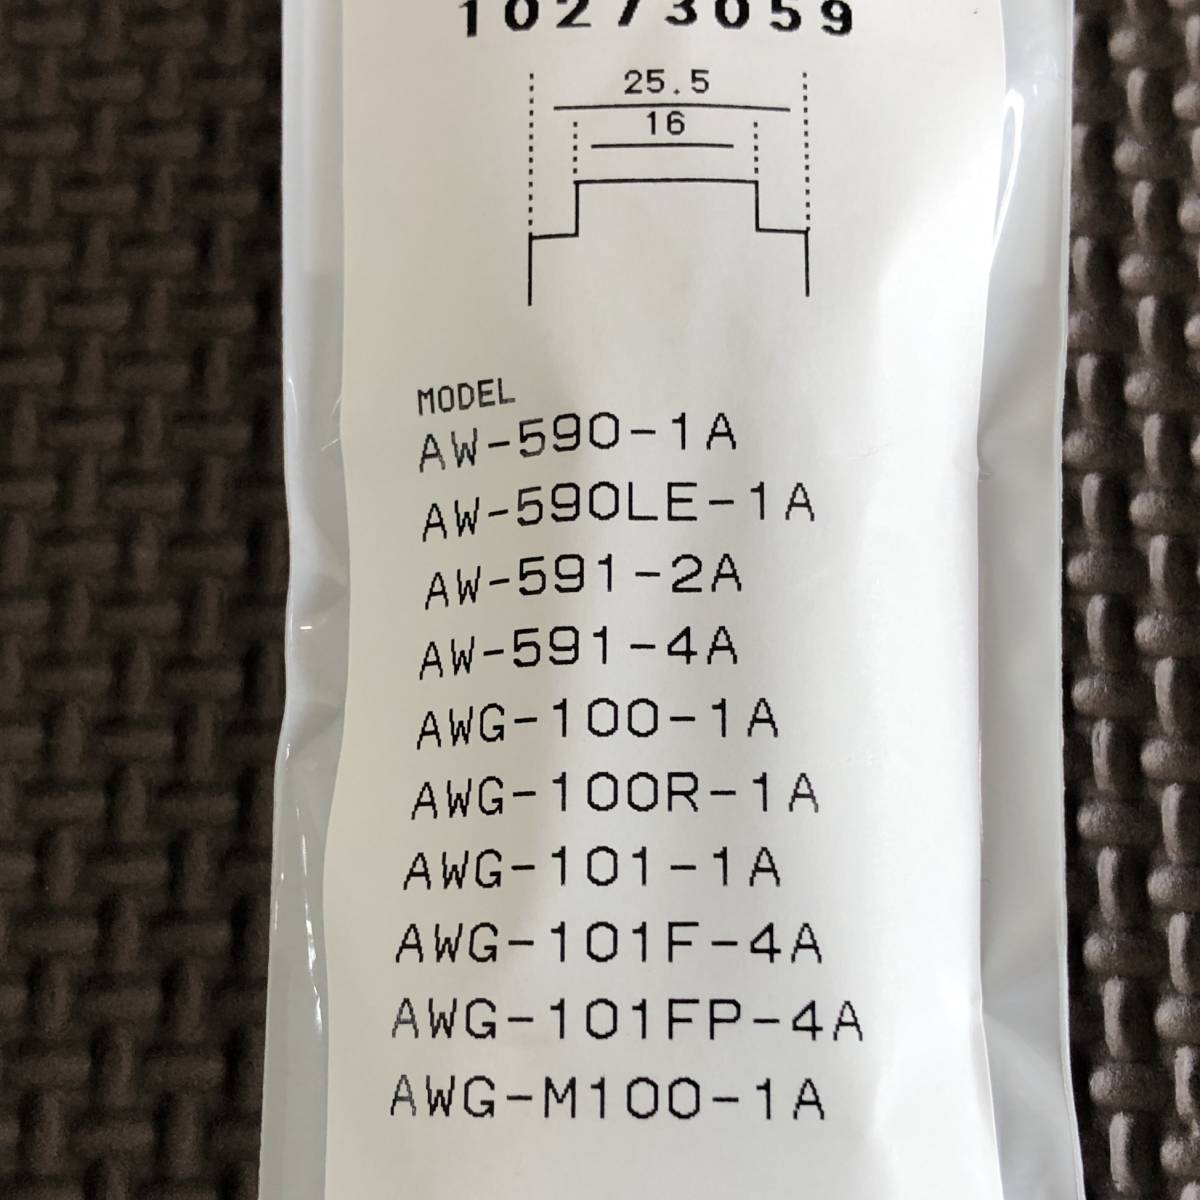 10273059
25.5
16
MODEL
AW-590-1A
AW-590LE-1A
AW-591-2A
AW-591-4A
AWG-100-1A
AWG-100R-1A
AWG-101-1A
AWG-101F-4A
AWG-101FP-4A
AWG-M100-1A